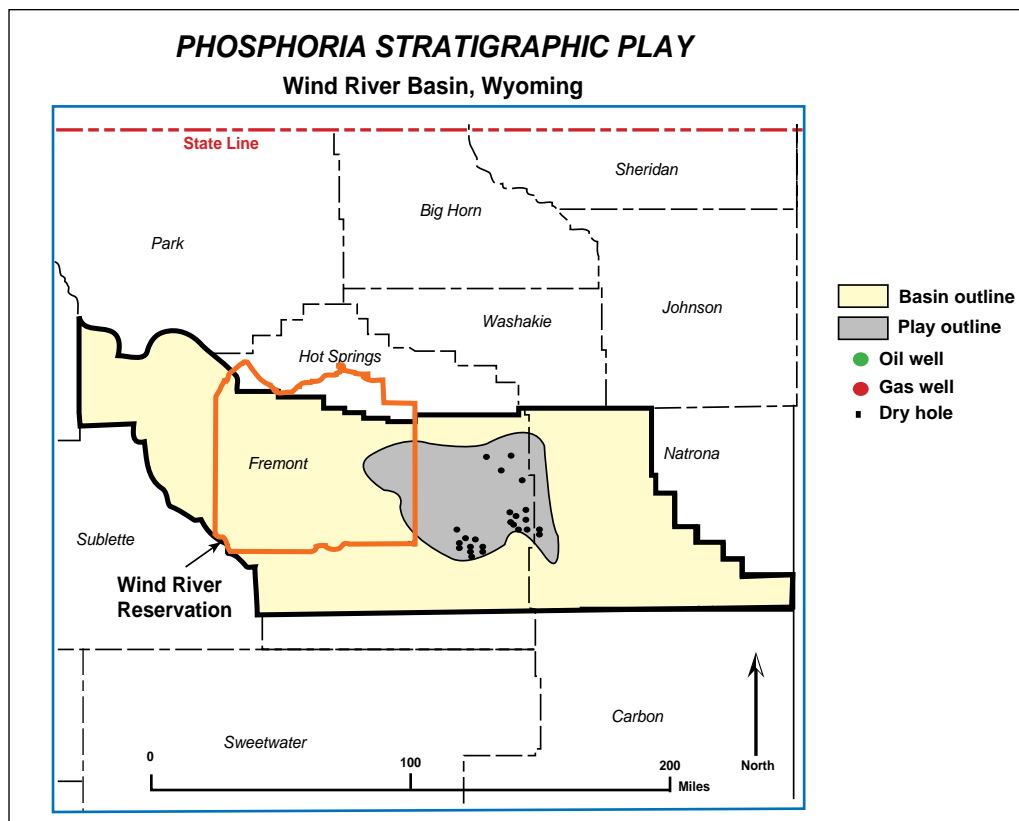 PHOSPHORIA STRATIGRAPHIC PLAY
Wind River Basin, Wyoming
State Line
Sheridan
Big Horn
Park
Johnson
Washakie
Hot Springs
Fremont
Natrona
Sublette
Wind River
Reservation
Carbon
Sweetwater
0
100
200
Miles
North
Basin outline
Play outline
Oil well
Gas well
Dry hole